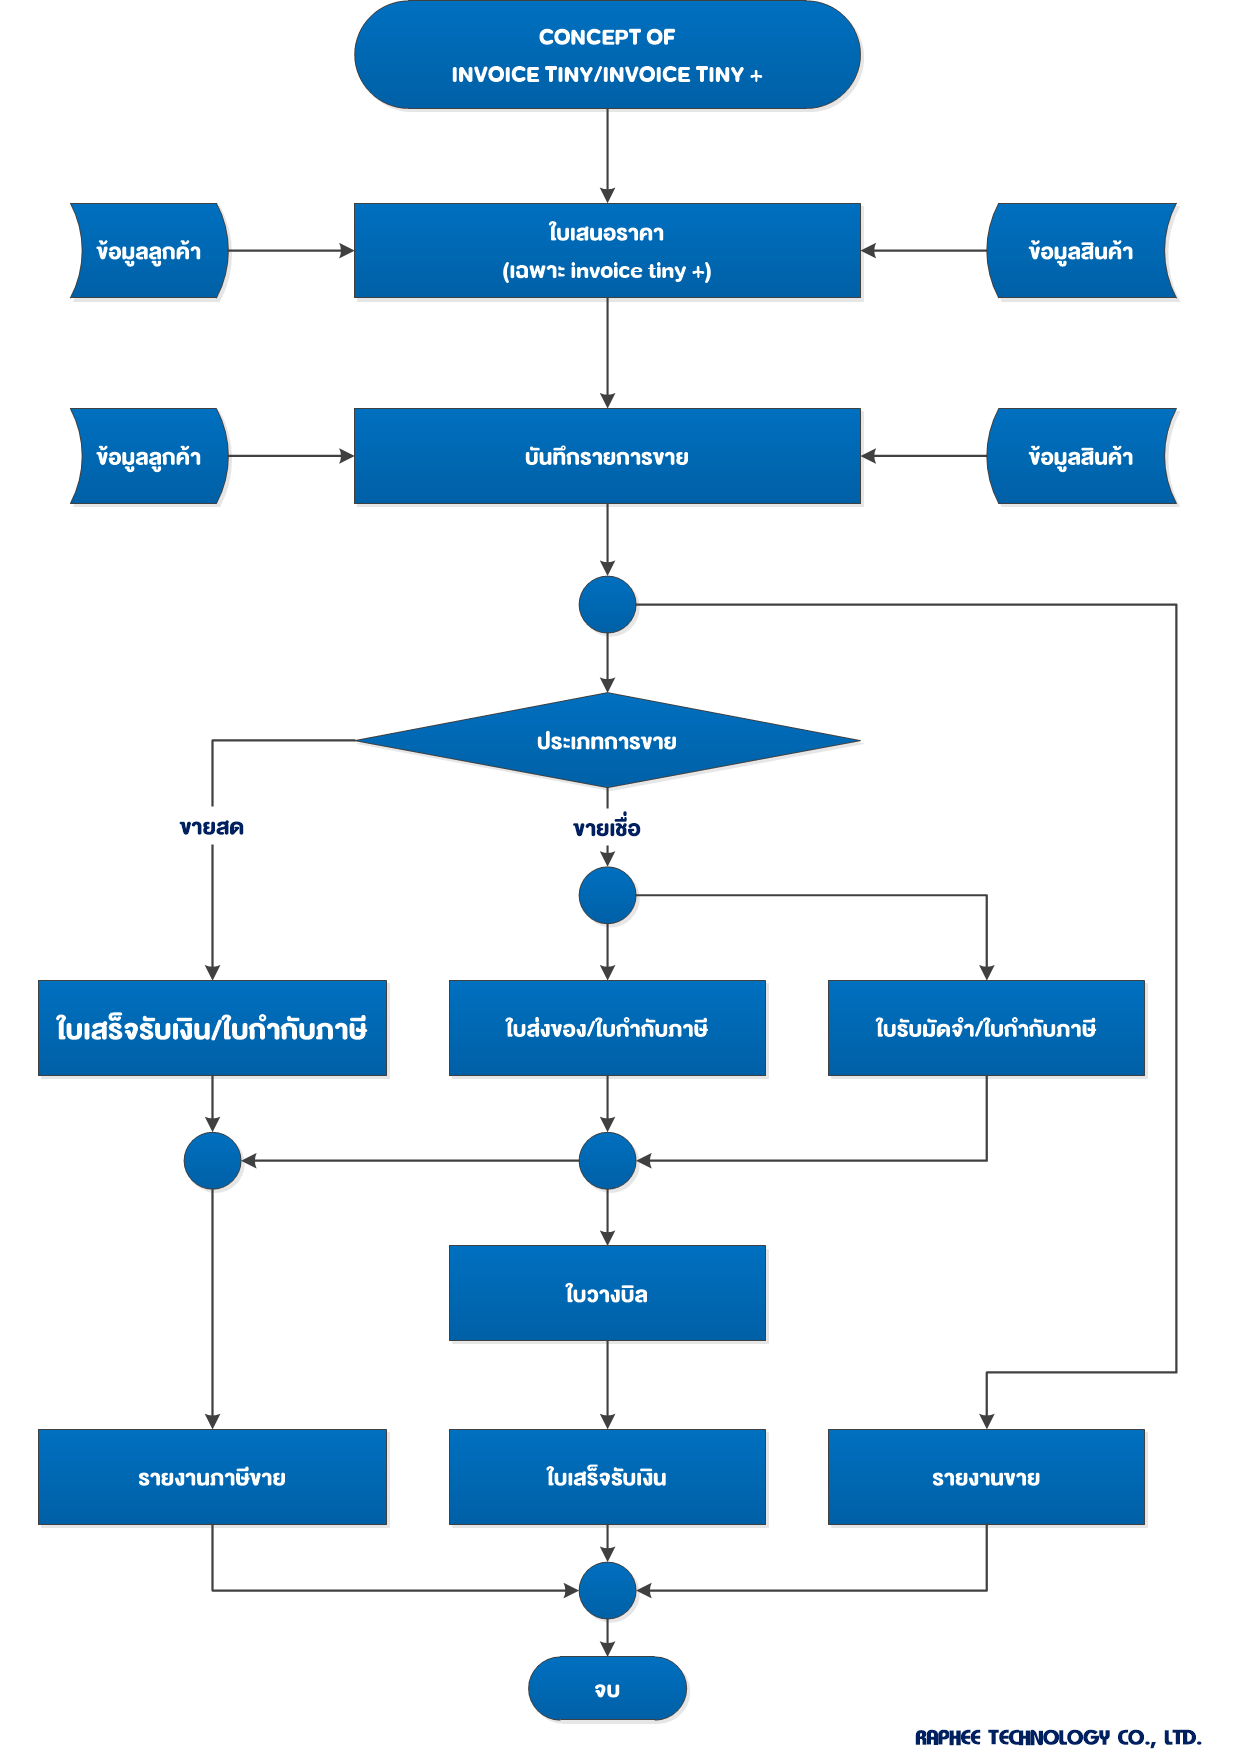 CONCEPT OF
INVOICE TINY/INVOICE TINY +
ข้อมูลลูกค้า
ใบเสนอราคา
(เฉพาะ invoice tiny +)
ข้อมูลสินค้า
ข้อมูลลูกค้า
บันทึกรายการขาย
ข้อมูลสินค้า
ประเภทการขาย
ขายสด
ขายเชื่อ
ใบเสร็จรับเงิน/ใบกำกับภาษี
ใบส่งของ/ใบกำกับภาษี
ใบรับมัดจำ/ใบกำกับภาษี
ใบวางบิล
รายงานภาษีขาย
ใบเสร็จรับเงิน
รายงานขาย
จบ
RAPHEE TECHNOLOGY CO., LTD.